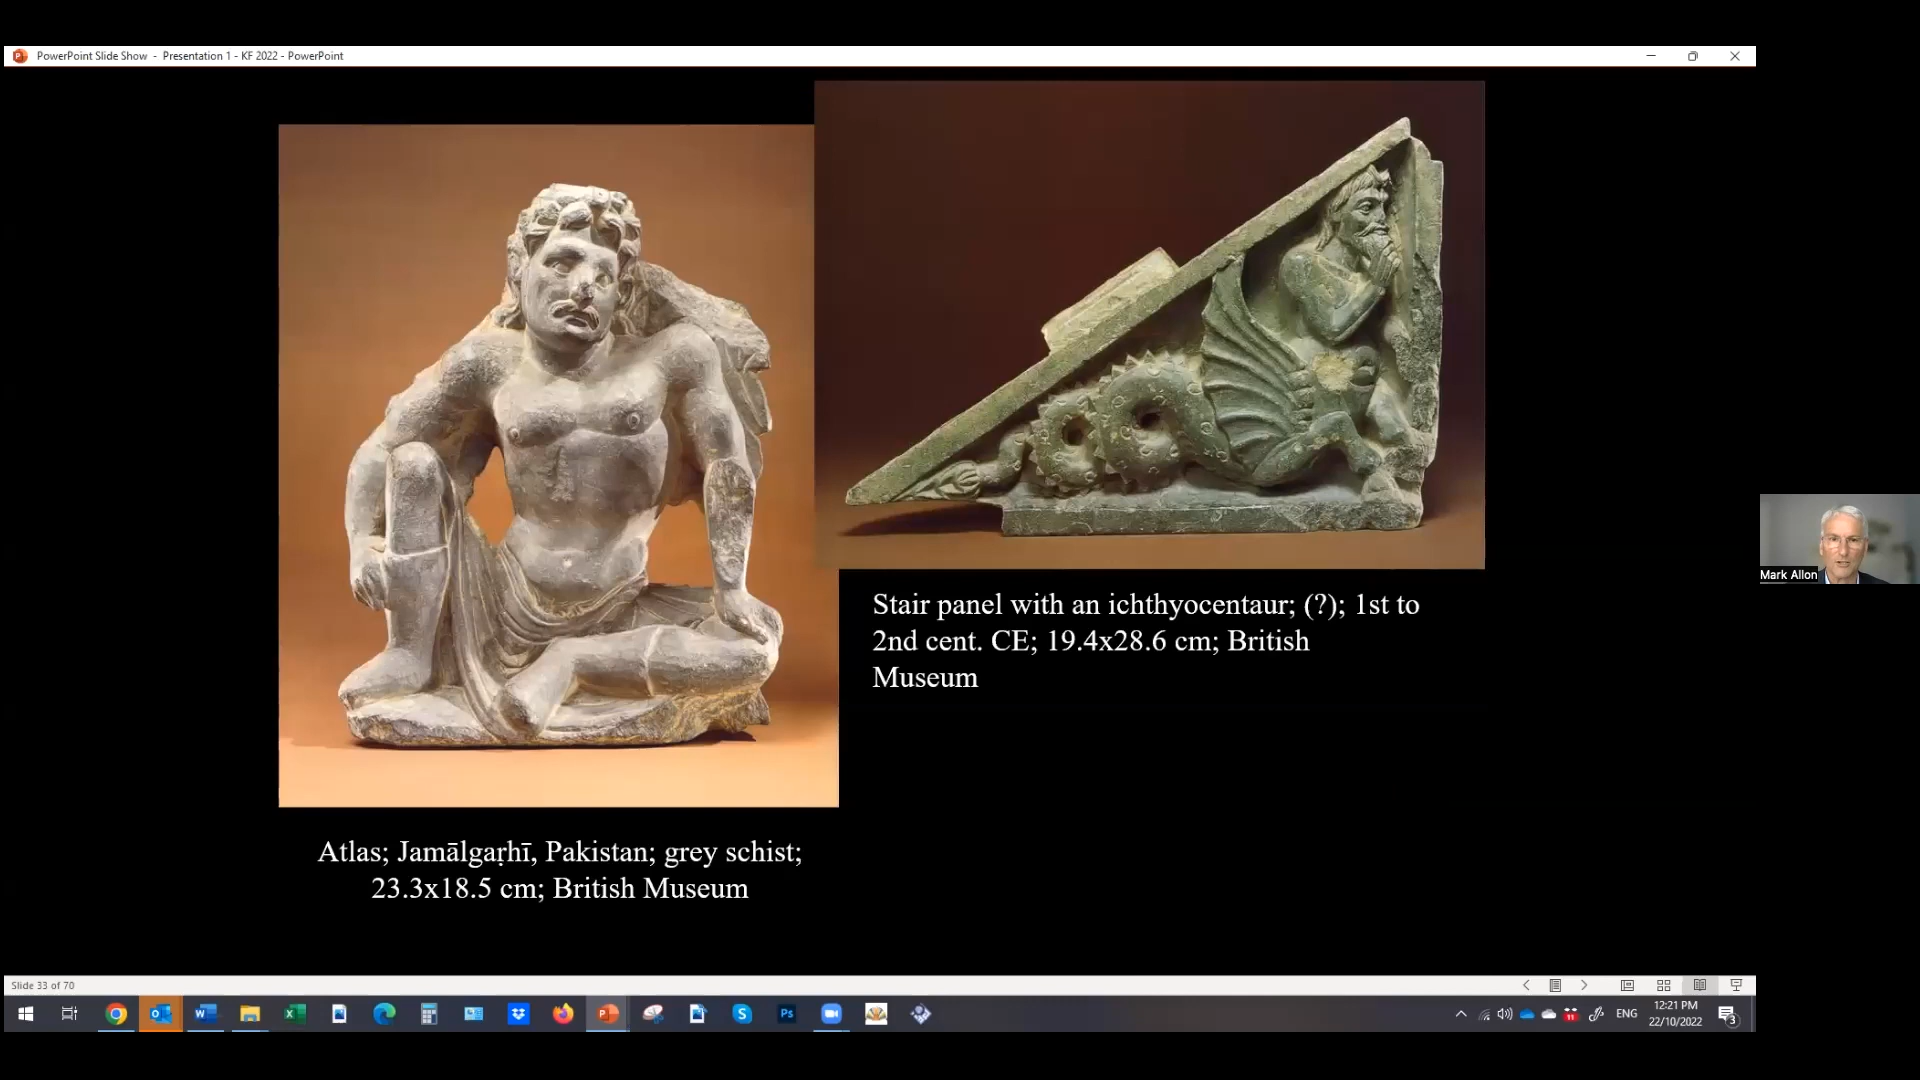 PowerPoint Slide Show - Presentation 1 - KF 2022 - PowerPoint
Stair panel with an ichthyocentaur; (?); 1st to
2nd cent. CE; 19.4x28.6 cm; British
Museum
Mark Allon
Atlas; Jamālgaṛhī, Pakistan; grey schist;
23.3x18.5 cm; British Museum
Slide 33 of 70
ENG
12:21 PM
22/10/2022
11
3